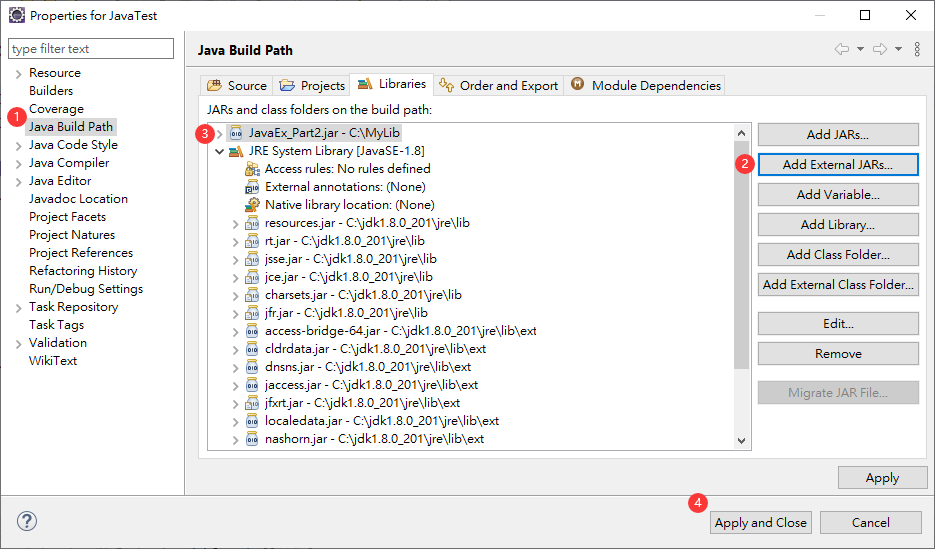 Properties for JavaTest
type filter text
Resource
Builders
Coverage
1
Java Build Path
Java Code Style
Java Compiler
Java Editor
Javadoc Location
Project Facets
Project Natures
Project References
Refactoring History
Run/Debug Settings
Task Repository
Task Tags
Validation
WikiText
Java Build Path
Source
Projects
Libraries
Order and Export
Module Dependencies
JARs and class folders on the build path:
3
JavaEx_Part2.jar - C:\MyLib
JRE System Library [JavaSE-1.8]
Access rules: No rules defined
External annotations: (None)
Native library location: (None)
resources.jar - C:\jdk1.8.0_201\jre\lib
rt.jar - C:\jdk1.8.0_201\jre\lib
jsse.jar - C:\jdk1.8.0_201\jre\lib
jce.jar - C:\jdk1.8.0_201\jre\lib
charsets.jar - C:\jdk1.8.0_201\jre\lib
jfr.jar - C:\jdk1.8.0_201\jre\lib
access-bridge-64.jar - C:\jdk1.8.0_201\jre\lib\ext
cldrdata.jar - C:\jdk1.8.0_201\jre\lib\ext
dnsns.jar - C:\jdk1.8.0_201\jre\lib\ext
jaccess.jar - C:\jdk1.8.0_201\jre\lib\ext
jfxrt.jar - C:\jdk1.8.0_201\jre\lib\ext
localedata.jar - C:\jdk1.8.0_201\jre\lib\ext
nashorn.jar - C:\jdk1.8.0_201\jre\lib\ext
Add JARs...
2
Add External JARs...
Add Variable...
Add Library...
Add Class Folder...
Add External Class Folder...
Edit...
Remove
Migrate JAR File...
Apply
4
Apply and Close
Cancel